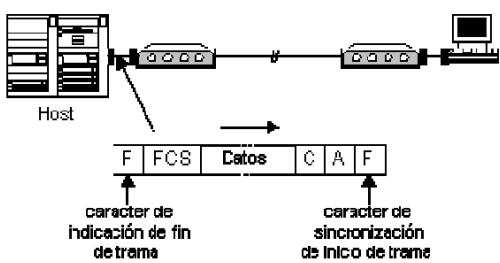 Host
F FCS Datos C A F
caracter de
indicación de fin
de trama
caracter de
sincronización
de inico de trama